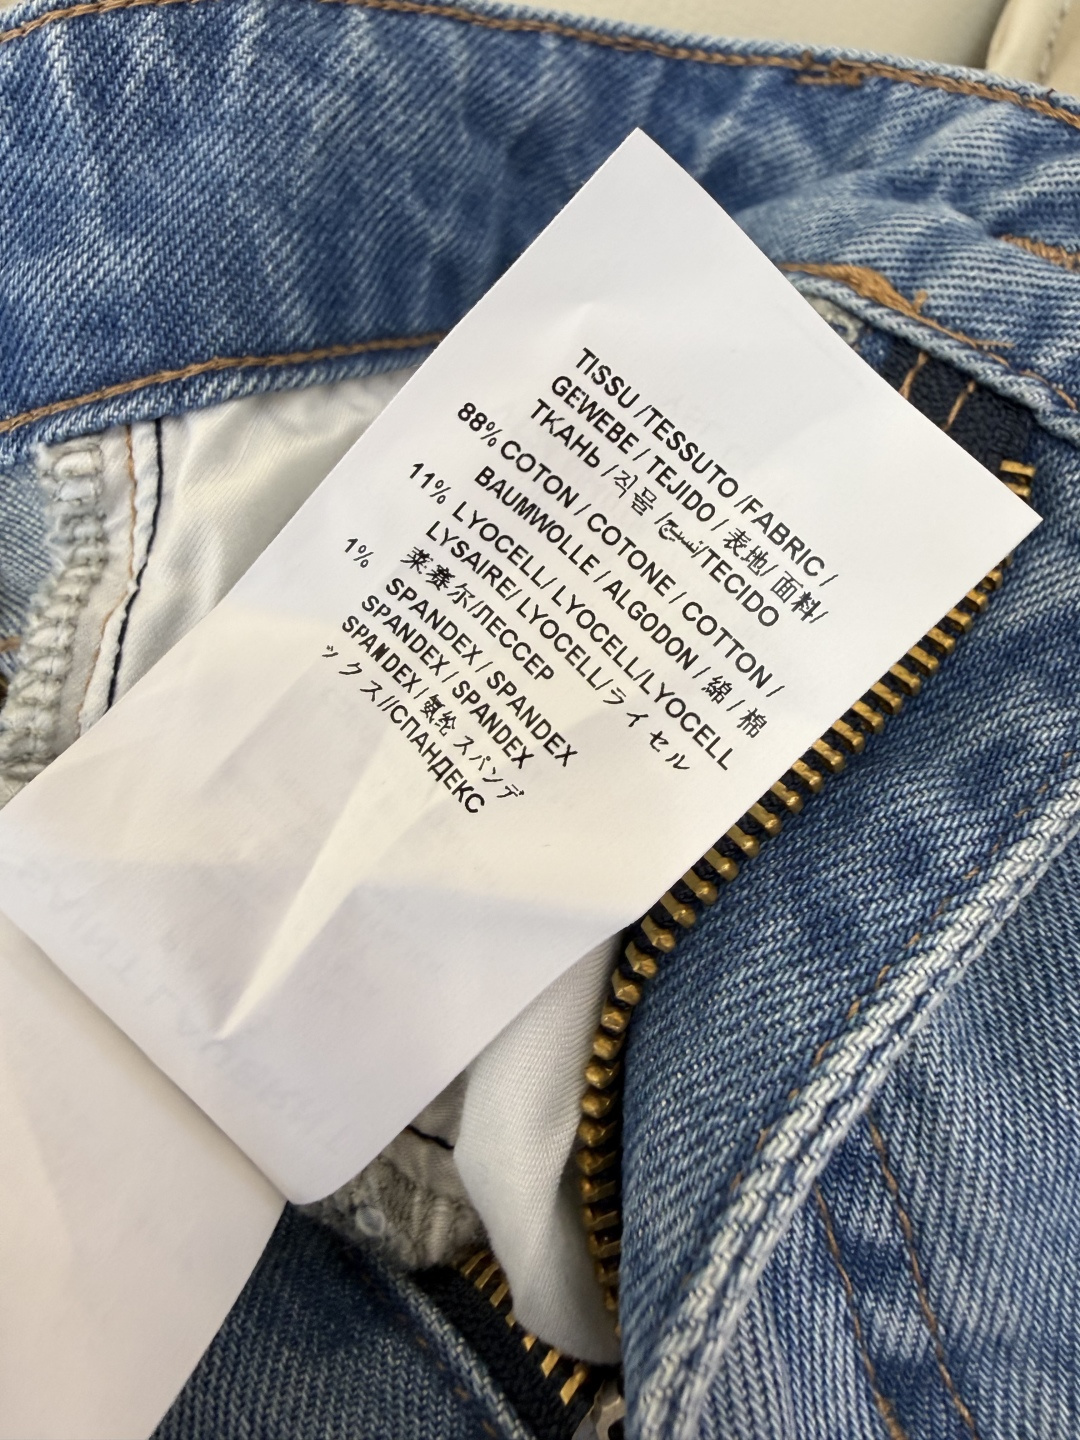 TISSU /TESSUTO /FABRIC /
GEWEBE / TEJIDO / 表地/ 面料/
ТКАНЬ /직물 /نسيج/TECIDO
88% COTON / COTONE / COTTON /
BAUMWOLLE / ALGODON / 綿 / 棉
11% LYOCELL/ LYOCELL/LYOCELL
LYSAIRE/ LYOCELL/ライセル
莱赛尔/ЛЕССЕР
1% SPANDEX / SPANDEX
SPANDEX / SPANDEX
SPANDEX/ 氨纶 スパンデ
ックス//СПАНДЕКС